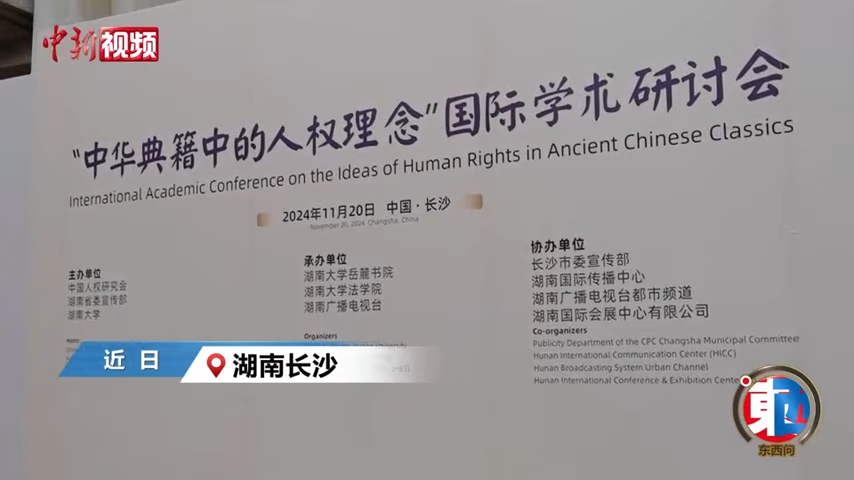 中新视频
“中华典籍中的人权理念”国际学术研讨会
International Academic Conference on the Ideas of Human Rights in Ancient Chinese Classics
2024年11月20日 中国·长沙
November 20, 2024, Changsha, China
主办单位
中国人权研究会
湖南省委宣传部
湖南大学
承办单位
湖南大学岳麓书院
湖南大学法学院
湖南广播电视台
Organizers
协办单位
长沙市委宣传部
湖南国际传播中心
湖南广播电视台都市频道
湖南国际会展中心有限公司
Co-organizers
Publicity Department of the CPC Changsha Municipal Committee
Hunan International Communication Center (HICC)
Hunan Broadcasting System Urban Channel
Hunan International Conference & Exhibition Center
近日
湖南长沙
东西问